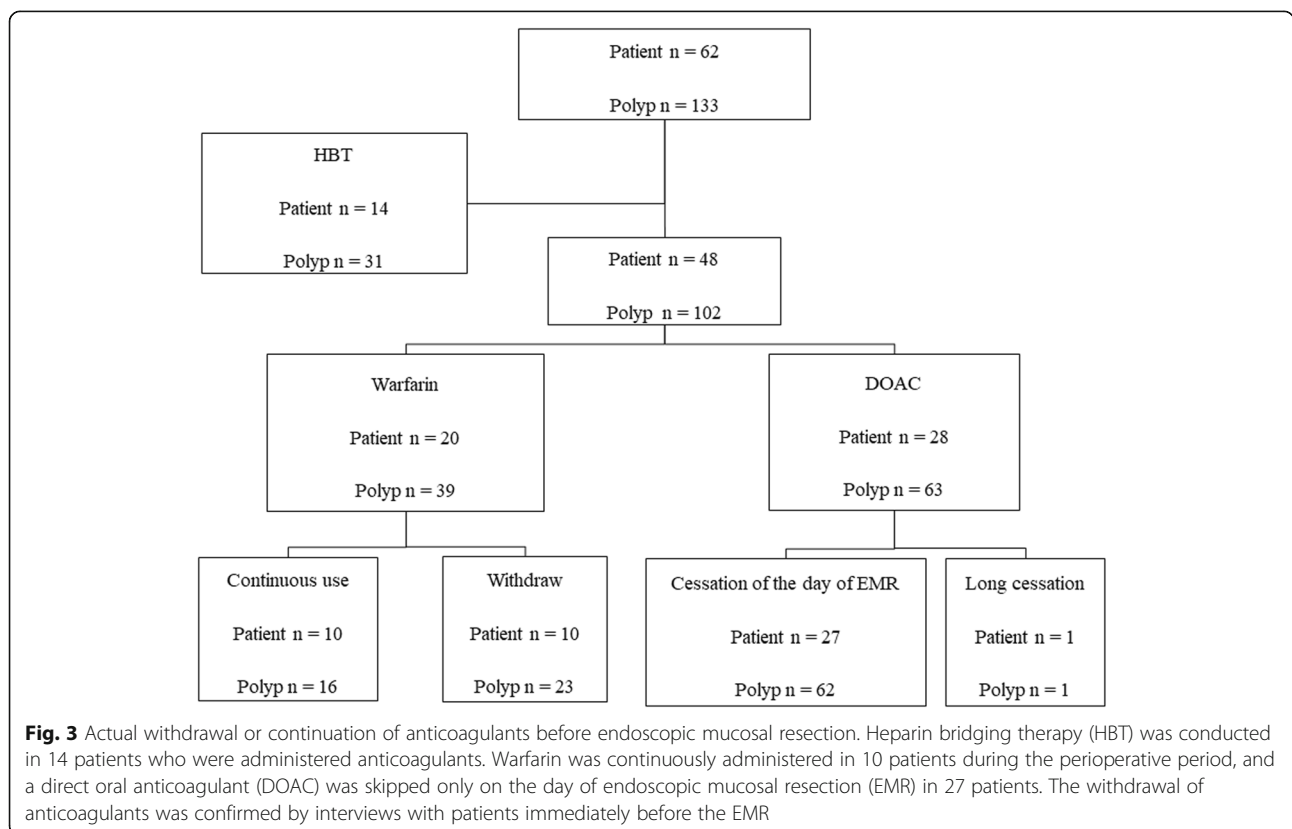 Patient n = 62
Polyp n = 133
HBT
Patient n = 14
Polyp n = 31
Patient n = 48
Polyp n = 102
Warfarin
Patient n = 20
Polyp n = 39
DOAC
Patient n = 28
Polyp n = 63
Continuous use
Patient n = 10
Polyp n = 16
Withdraw
Patient n = 10
Polyp n = 23
Cessation of the day of EMR
Patient n = 27
Polyp n = 62
Long cessation
Patient n = 1
Polyp n = 1
Fig. 3 Actual withdrawal or continuation of anticoagulants before endoscopic mucosal resection. Heparin bridging therapy (HBT) was conducted
in 14 patients who were administered anticoagulants. Warfarin was continuously administered in 10 patients during the perioperative period, and
a direct oral anticoagulant (DOAC) was skipped only on the day of endoscopic mucosal resection (EMR) in 27 patients. The withdrawal of
anticoagulants was confirmed by interviews with patients immediately before the EMR